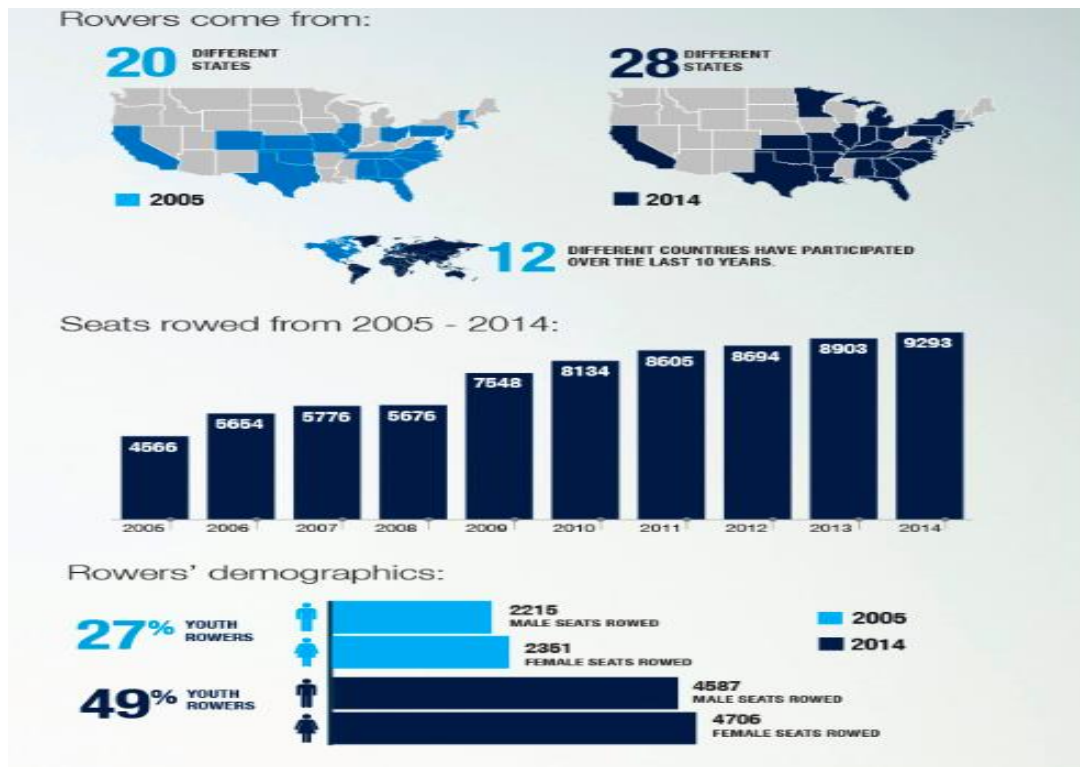 Rowers come from:
20 DIFFERENT STATES
28 DIFFERENT STATES
2005
2014
12 DIFFERENT COUNTRIES HAVE PARTICIPATED
OVER THE LAST 10 YEARS.
Seats rowed from 2005 - 2014:
4566
5654
5776
5676
7548
8134
8605
8694
8903
9293
2005
2006
2007
2008
2009
2010
2011
2012
2013
2014
Rowers' demographics:
27% YOUTH ROWERS
2215
MALE SEATS ROWED
2351
FEMALE SEATS ROWED
2005
2014
49% YOUTH ROWERS
4587
MALE SEATS ROWED
4706
FEMALE SEATS ROWED